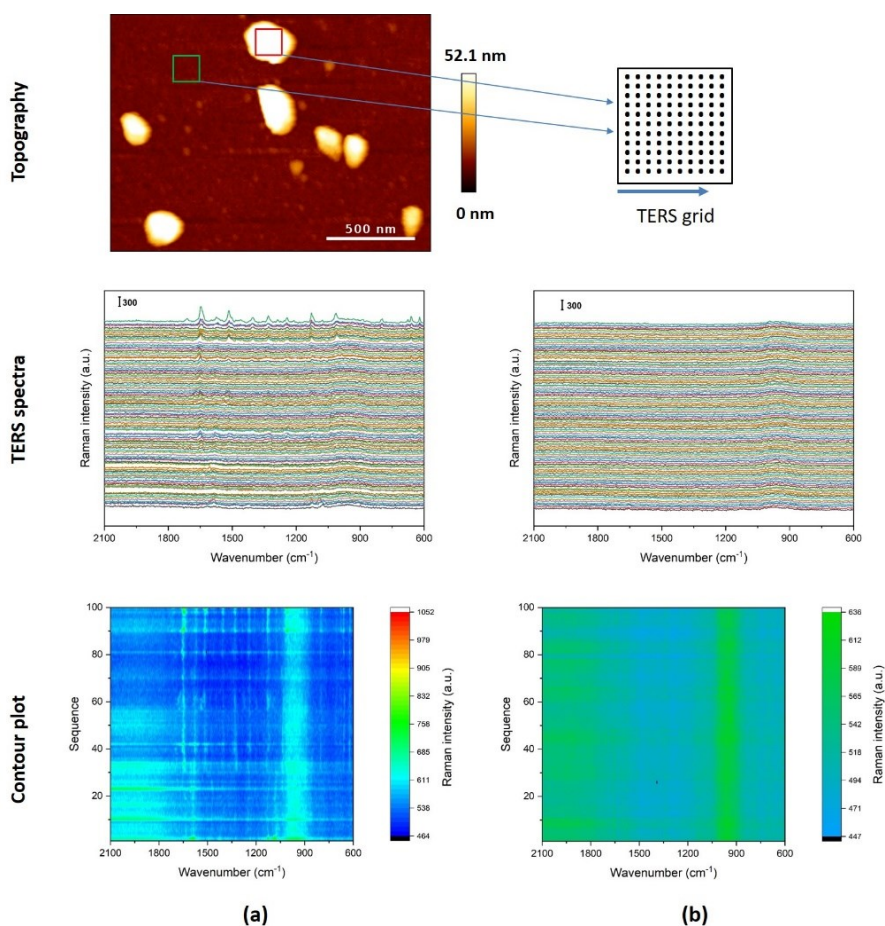 Topography
52.1 nm
0 nm
500 nm
TERS grid
TERS spectra
300
Raman intensity (a.u.)
2100 1800 1500 1200 900 600
Wavenumber (cm⁻¹)
300
Raman intensity (a.u.)
2100 1800 1500 1200 900 600
Wavenumber (cm⁻¹)
Contour plot
100
80
60
40
20
Sequence
2100 1800 1500 1200 900 600
Wavenumber (cm⁻¹)
1052
979
905
832
758
685
611
538
464
Raman intensity (a.u.)
100
80
60
40
20
Sequence
2100 1800 1500 1200 900 600
Wavenumber (cm⁻¹)
636
612
589
565
542
518
494
471
447
Raman intensity (a.u.)
(a)
(b)